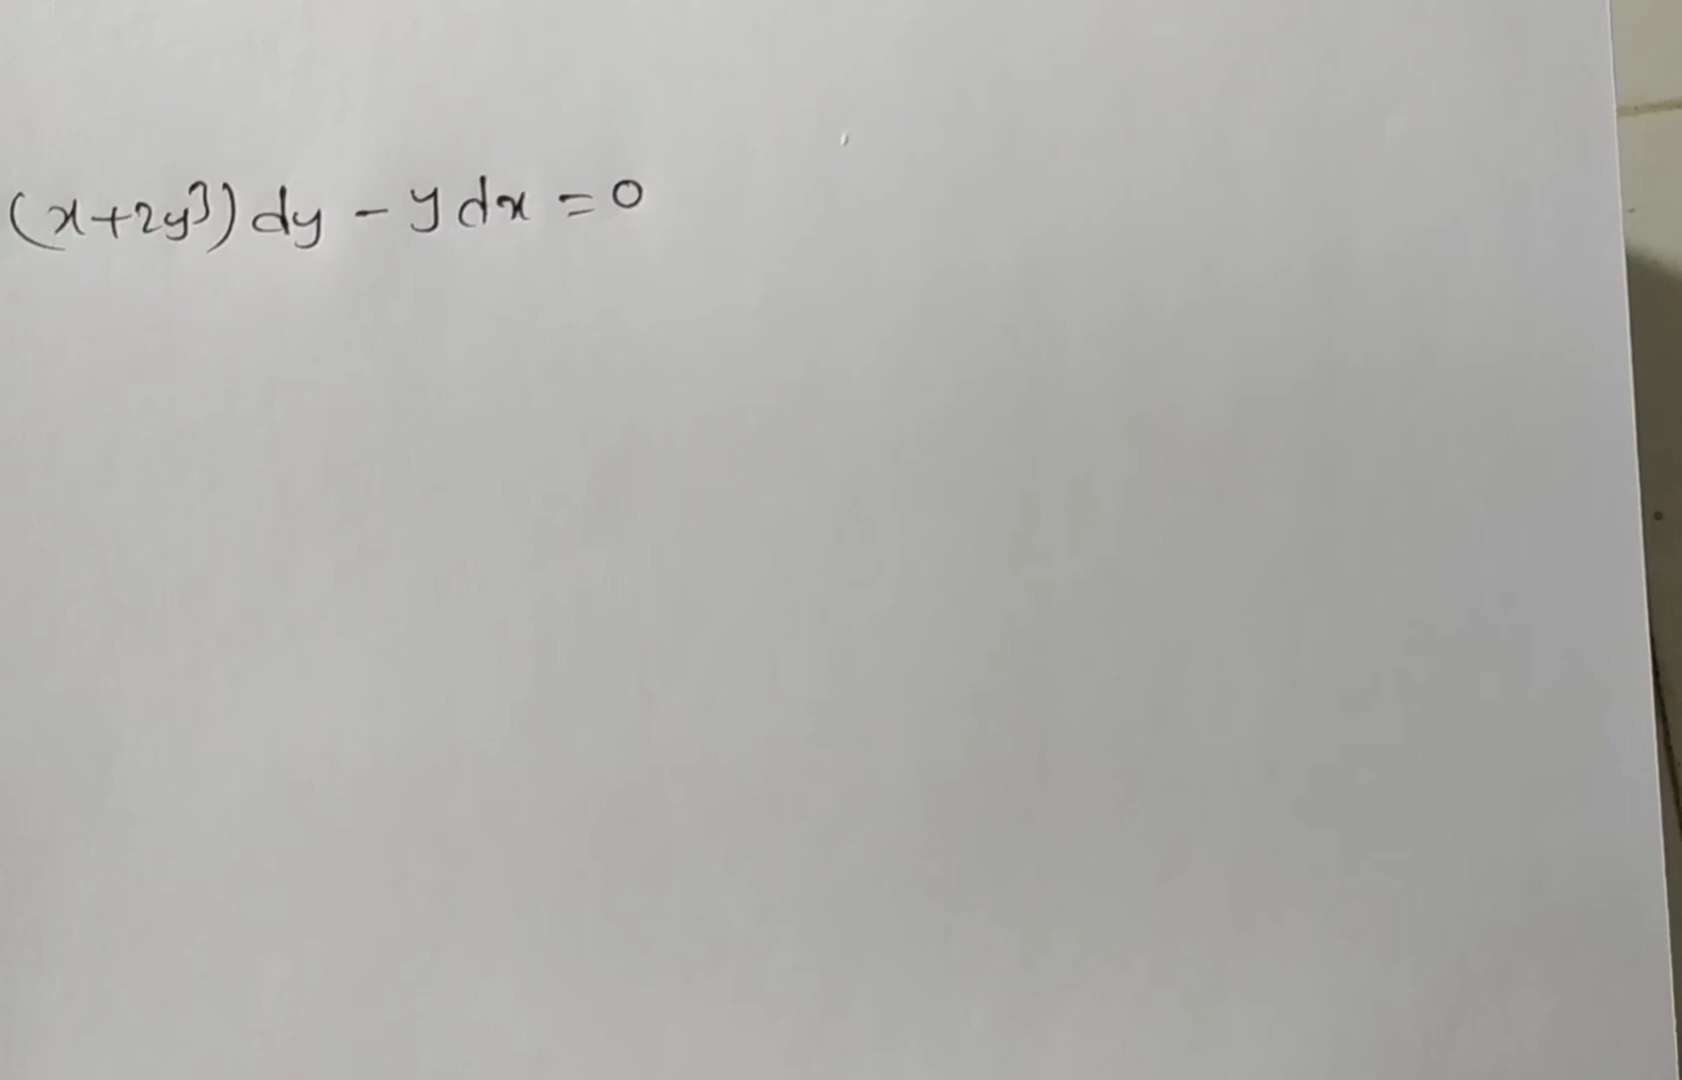 (x+2y³) dy - y dx = 0